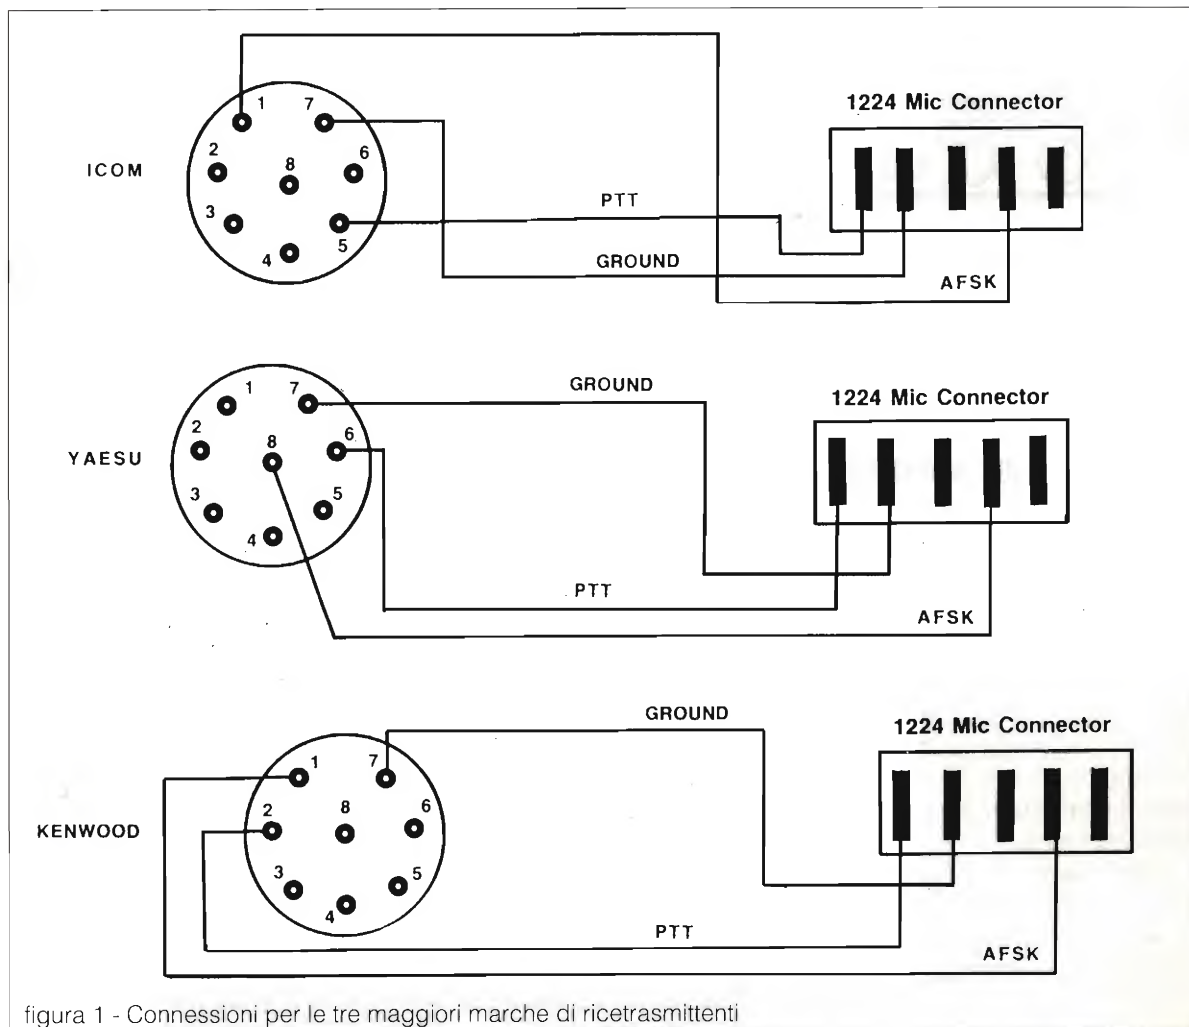 1224 Mic Connector
ICOM
1
7
2
8
6
3
5
4
PTT
GROUND
AFSK
1224 Mic Connector
YAESU
1
7
2
8
6
3
5
4
GROUND
PTT
AFSK
1224 Mic Connector
KENWOOD
1
7
2
8
6
3
5
4
GROUND
PTT
AFSK
figura 1 - Connessioni per le tre maggiori marche di ricetrasmittenti